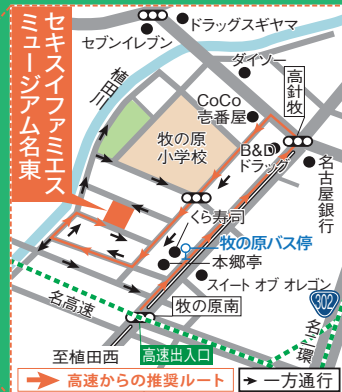 セキスイファミエス
ミュージアム名東
ドラッグスギヤマ
セブンイレブン
ダイソー
植田川
高針牧
CoCo
壱番屋
牧の原
小学校
B&D
ドラッグ
名古屋銀行
くら寿司
牧の原バス停
本郷亭
スイート オブ オレゴン
302
名高速
牧の原南
名二環
至植田西
高速出入口
高速からの推奨ルート
一方通行